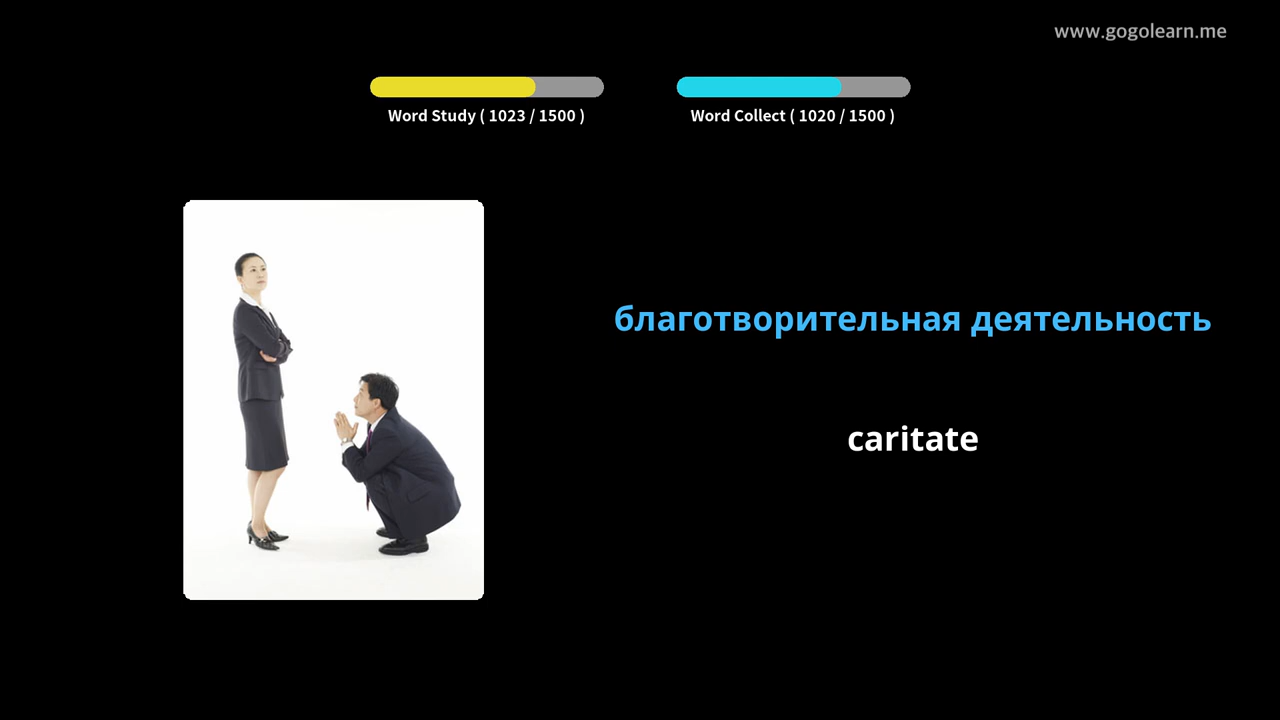 www.gogolearn.me
Word Study ( 1023 / 1500 )
Word Collect ( 1020 / 1500 )
благотворительная деятельность
caritate